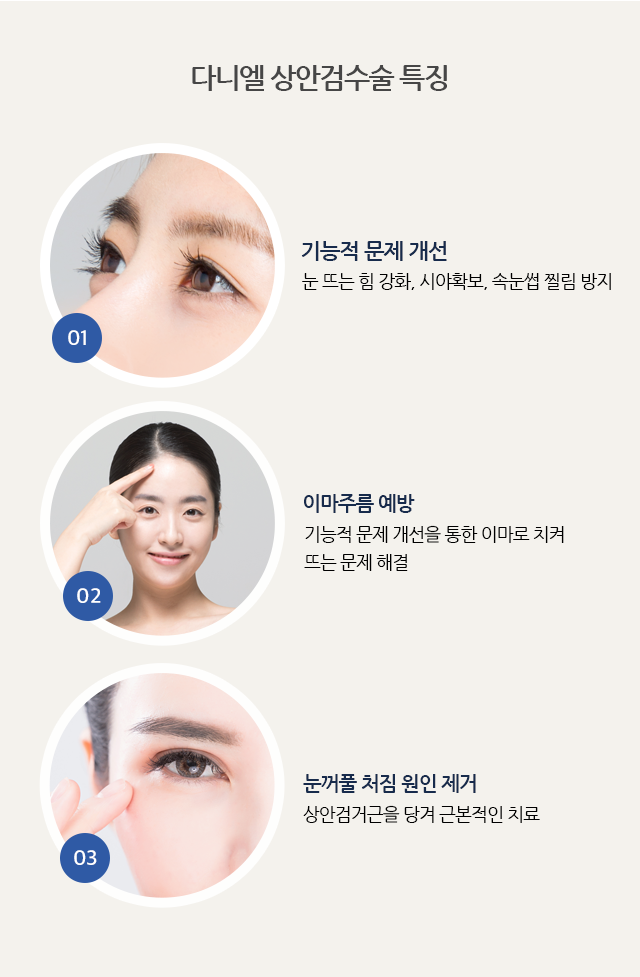 다니엘 상안검수술 특징
기능적 문제 개선
눈 뜨는 힘 강화, 시야확보, 속눈썹 찔림 방지
01
이마주름 예방
기능적 문제 개선을 통한 이마로 치켜
뜨는 문제 해결
02
눈꺼풀 처짐 원인 제거
상안검거근을 당겨 근본적인 치료
03